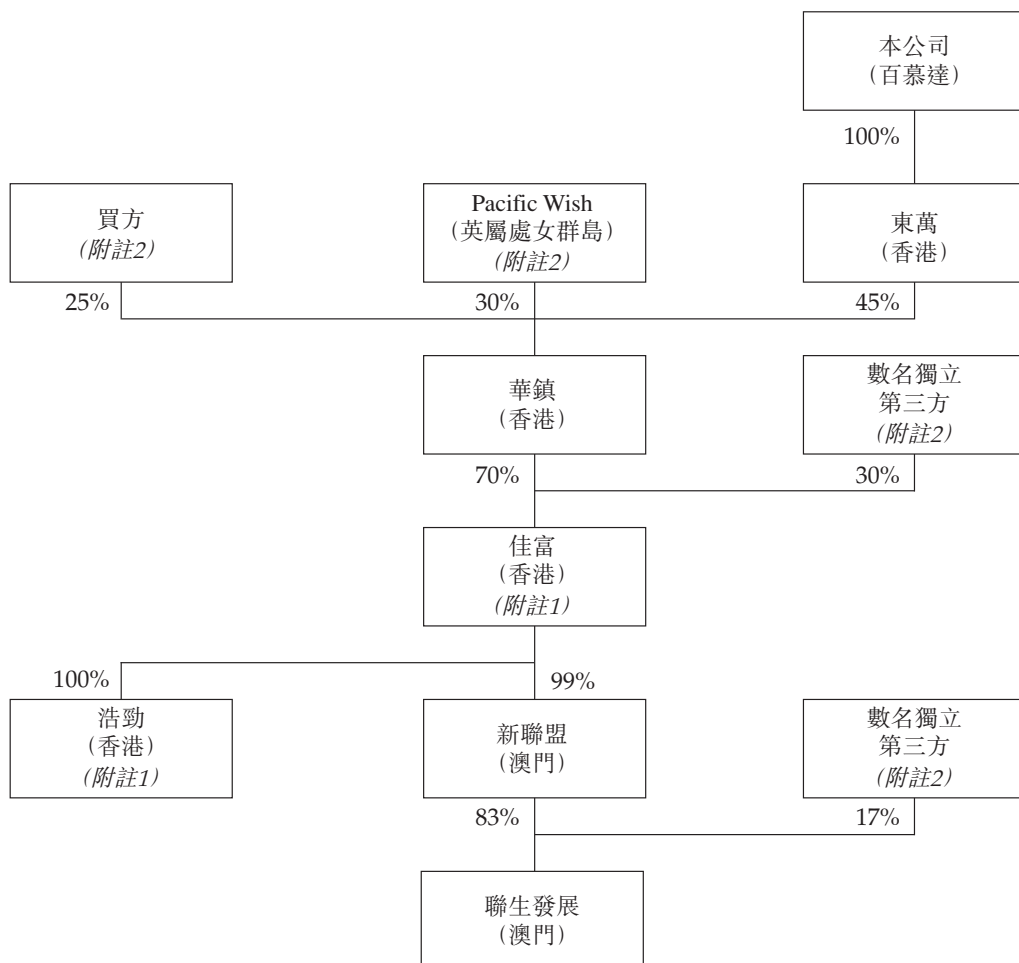 本公司
（百慕達）
100%
買方
（附註2）
Pacific Wish
（英屬處女群島）
（附註2）
東萬
（香港）
25%
30%
45%
華鎮
（香港）
數名獨立
第三方
（附註2）
70%
30%
佳富
（香港）
（附註1）
100%
99%
浩勁
（香港）
（附註1）
新聯盟
（澳門）
數名獨立
第三方
（附註2）
83%
17%
聯生發展
（澳門）